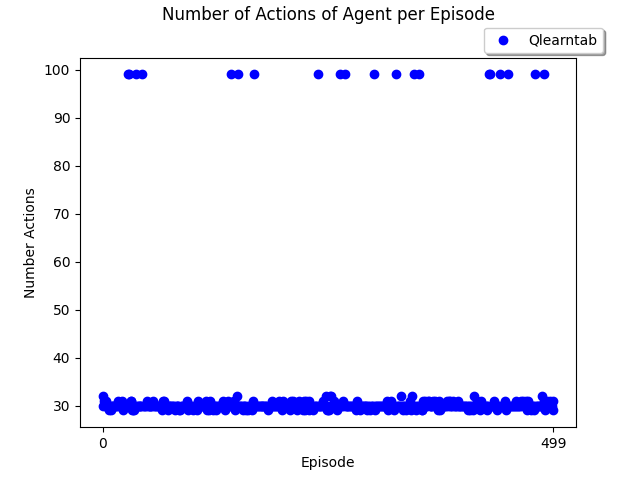 Number of Actions of Agent per Episode
Qlearntab
100
90
80
70
60
50
40
30
Number Actions
0
499
Episode